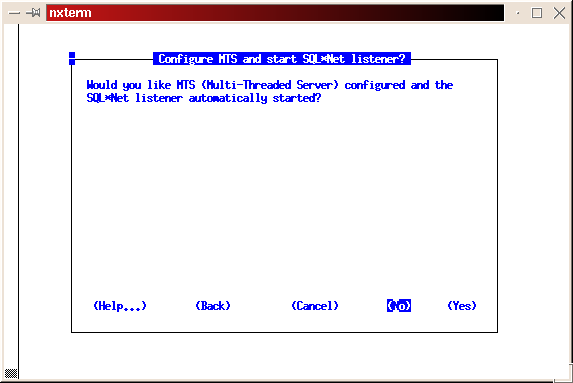 nxterm
Configure MTS and start SQL*Net listener?
Would you like MTS (Multi-Threaded Server) configured and the
SQL*Net listener automatically started?
(Help...) (Back) (Cancel) (No) (Yes)